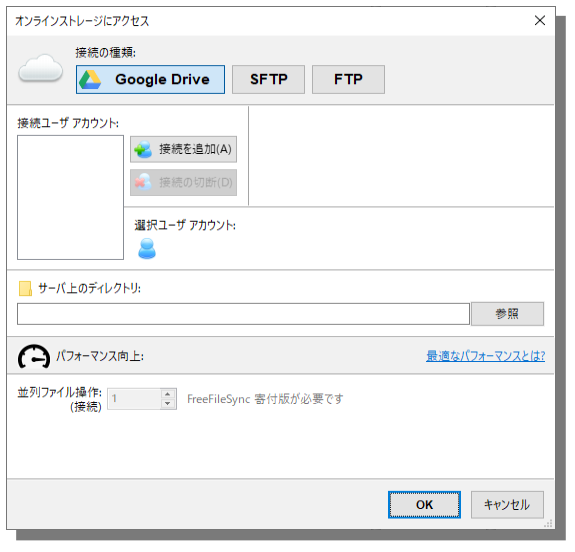 オンラインストレージにアクセス
接続の種類:
Google Drive
SFTP
FTP
接続ユーザ アカウント:
接続を追加(A)
接続の切断(D)
選択ユーザ アカウント:
サーバ上のディレクトリ:
参照
パフォーマンス向上:
最適なパフォーマンスとは?
並列ファイル操作:
(接続)
1
FreeFileSync 寄付版が必要です
OK
キャンセル